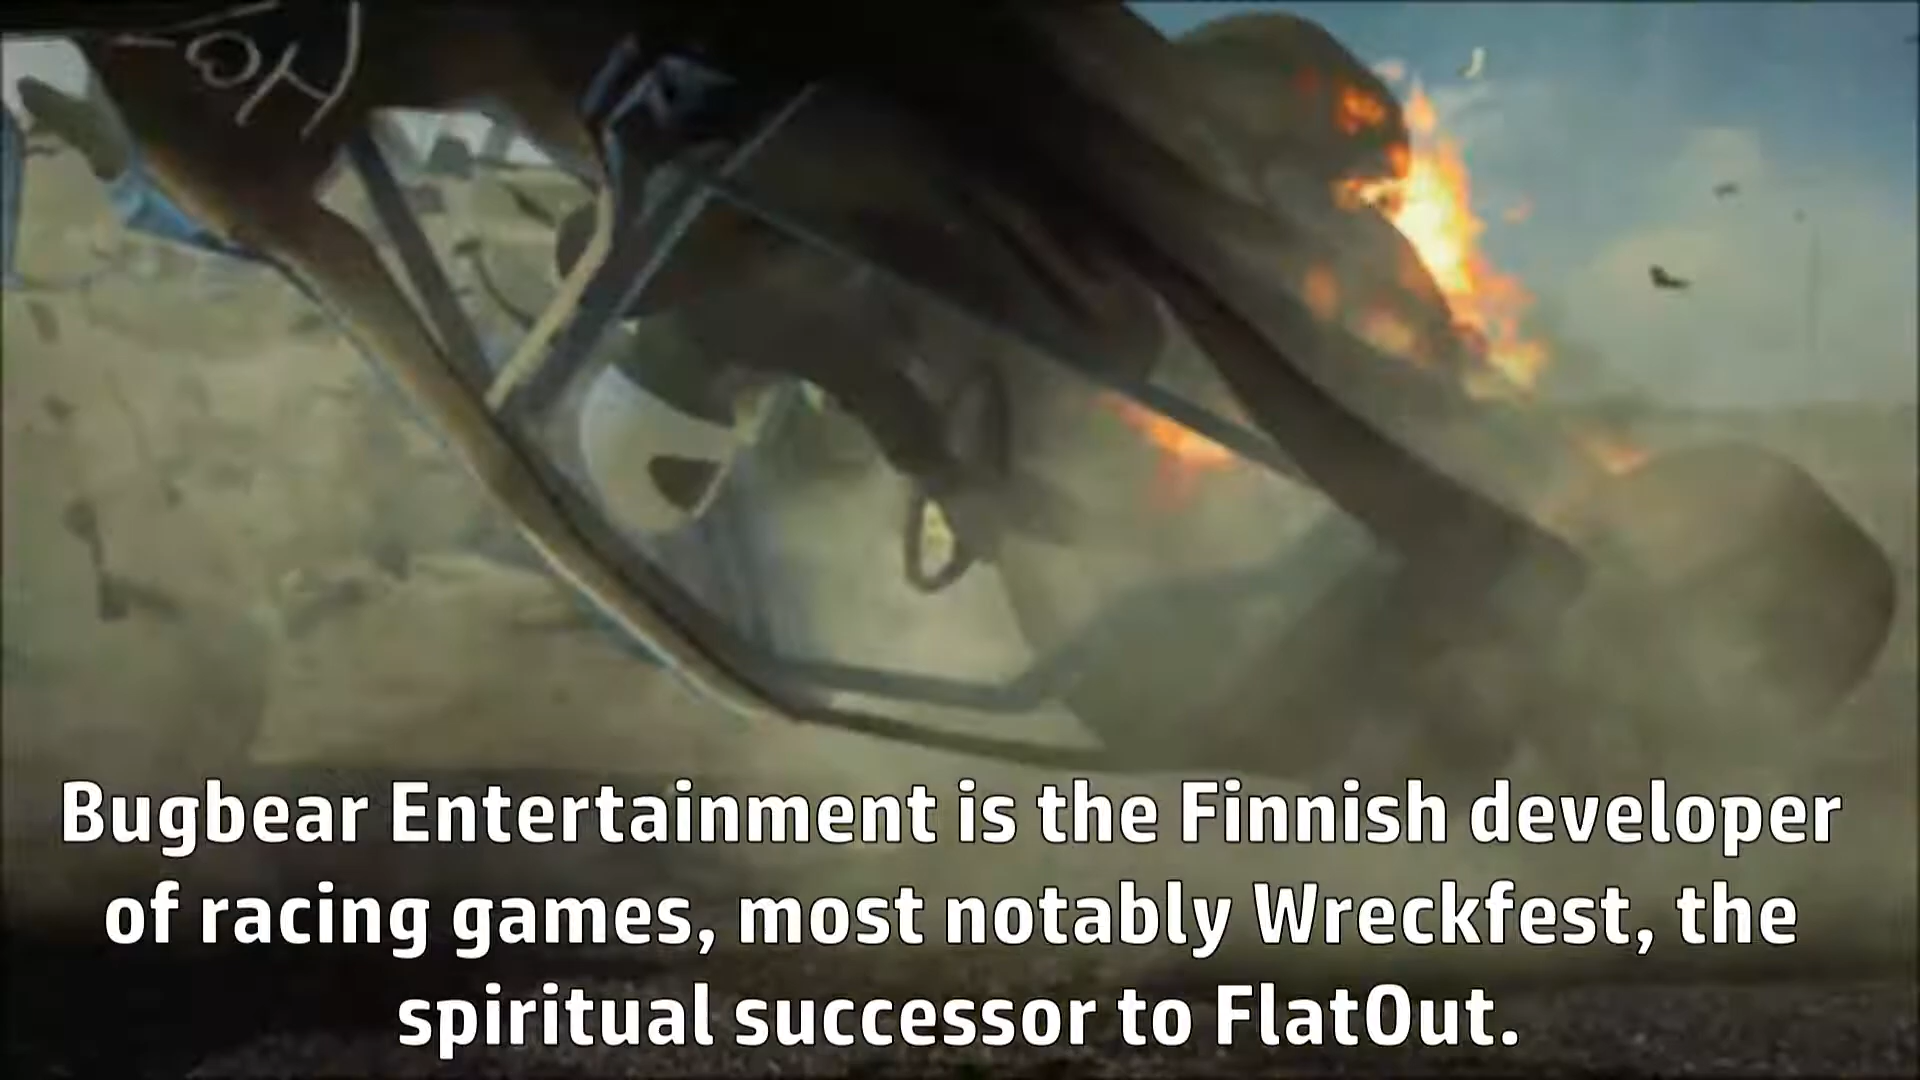 Bugbear Entertainment is the Finnish developer
of racing games, most notably Wreckfest, the
spiritual successor to FlatOut.